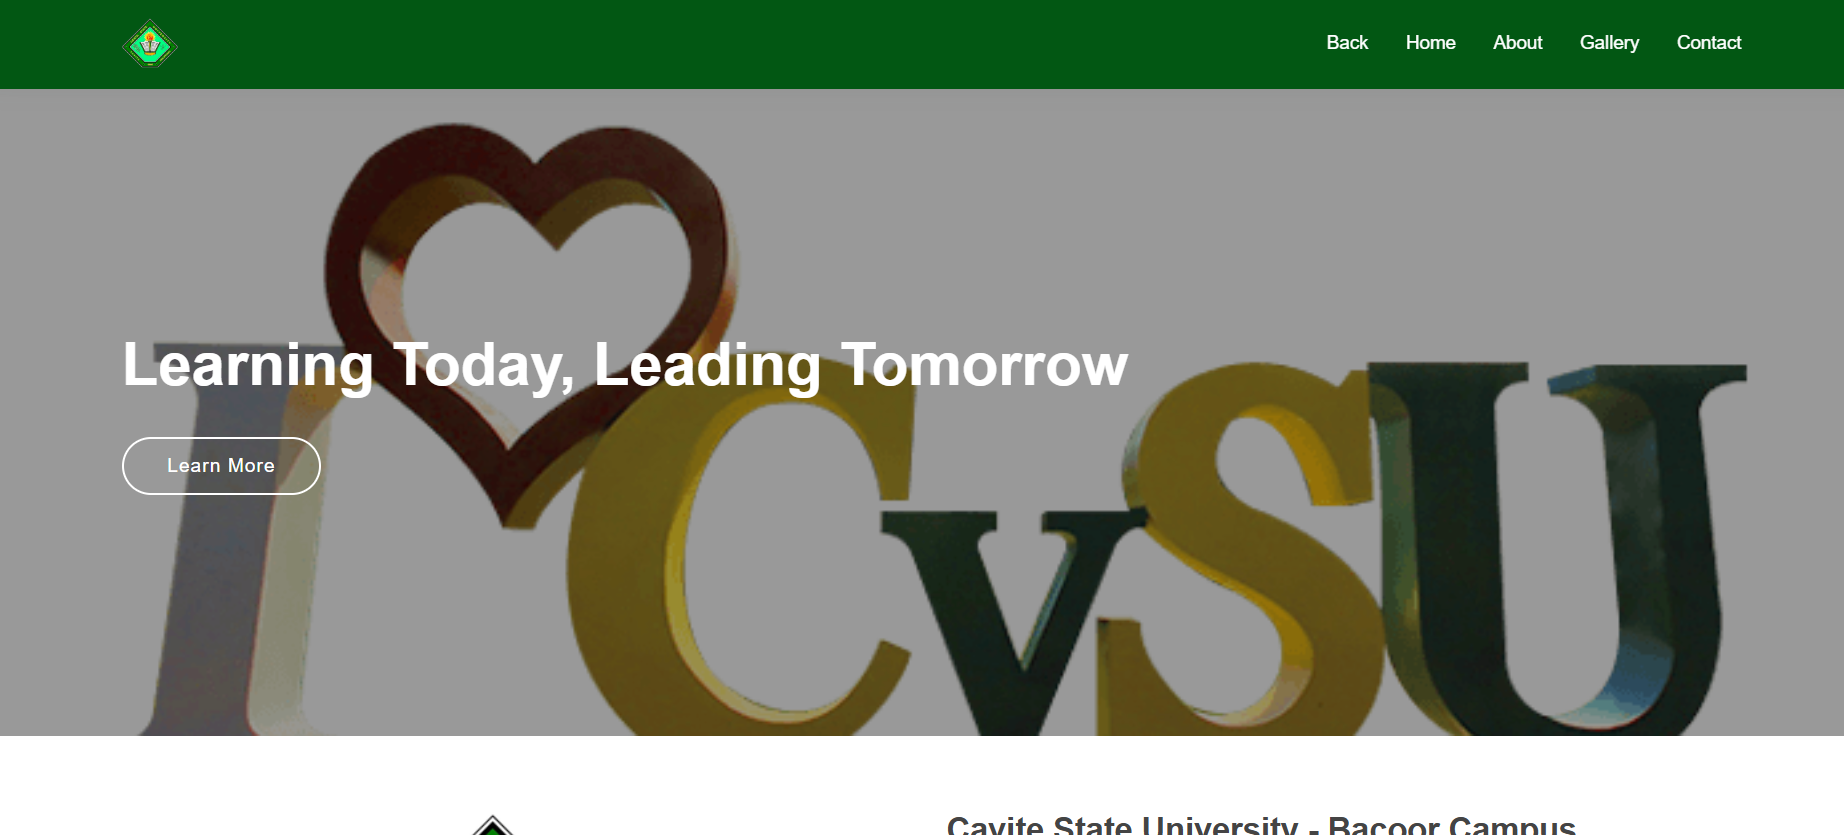 Back Home About Gallery Contact
Learning Today, Leading Tomorrow
Learn More
I CvSU
Cavite State University - Bacoor Campus